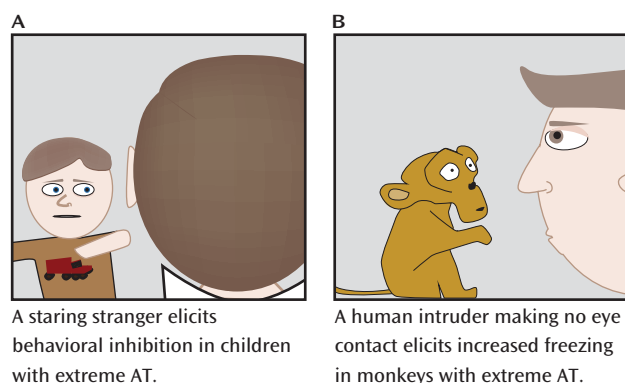 A
B
A staring stranger elicits
behavioral inhibition in children
with extreme AT.
A human intruder making no eye
contact elicits increased freezing
in monkeys with extreme AT.